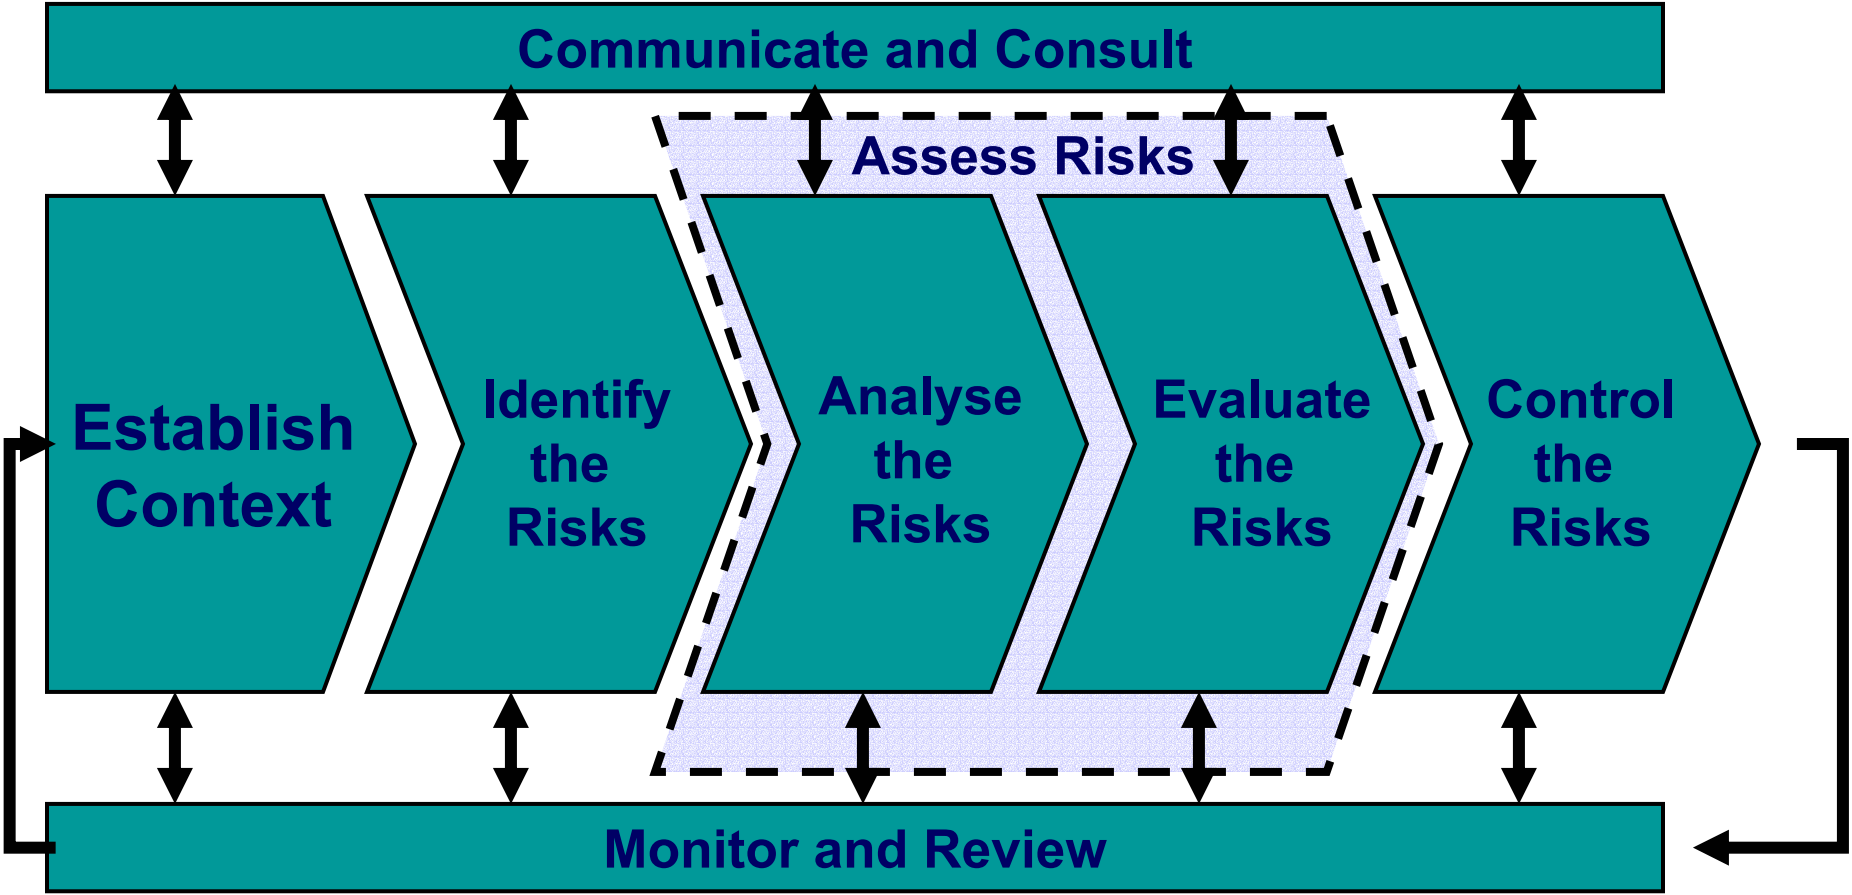 Communicate and Consult
Assess Risks
Establish
Context
Identify
the
Risks
Analyse
the
Risks
Evaluate
the
Risks
Control
the
Risks
Monitor and Review